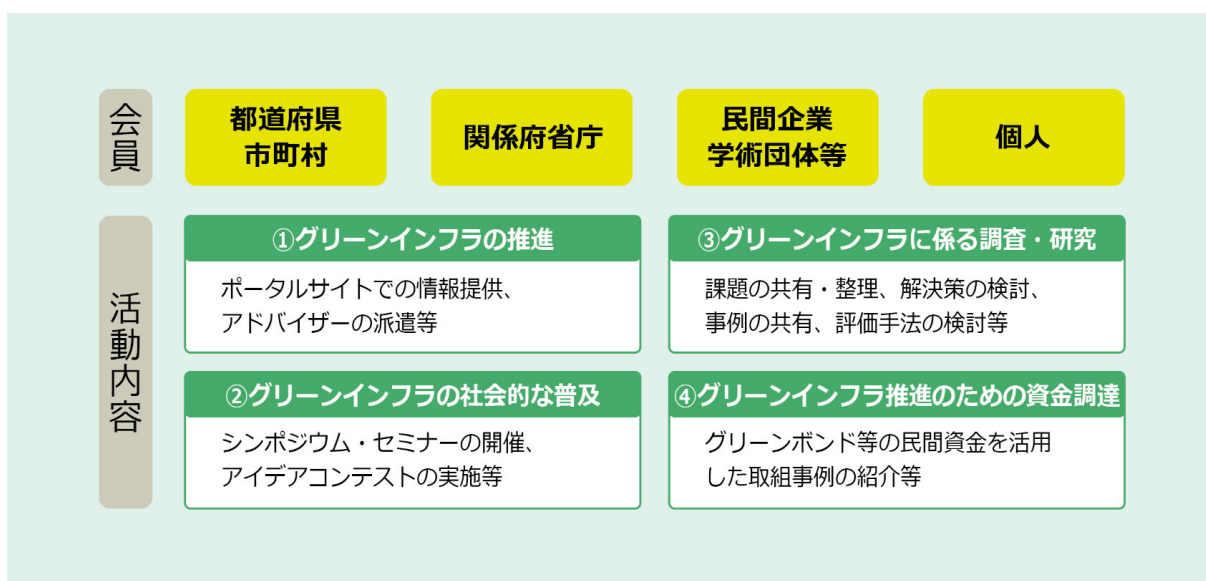 会員
都道府県
市町村
関係府省庁
民間企業
学術団体等
個人
活動内容
①グリーンインフラの推進
ポータルサイトでの情報提供、
アドバイザーの派遣等
②グリーンインフラの社会的な普及
シンポジウム・セミナーの開催、
アイデアコンテストの実施等
③グリーンインフラに係る調査・研究
課題の共有・整理、解決策の検討、
事例の共有、評価手法の検討等
④グリーンインフラ推進のための資金調達
グリーンボンド等の民間資金を活用
した取組事例の紹介等